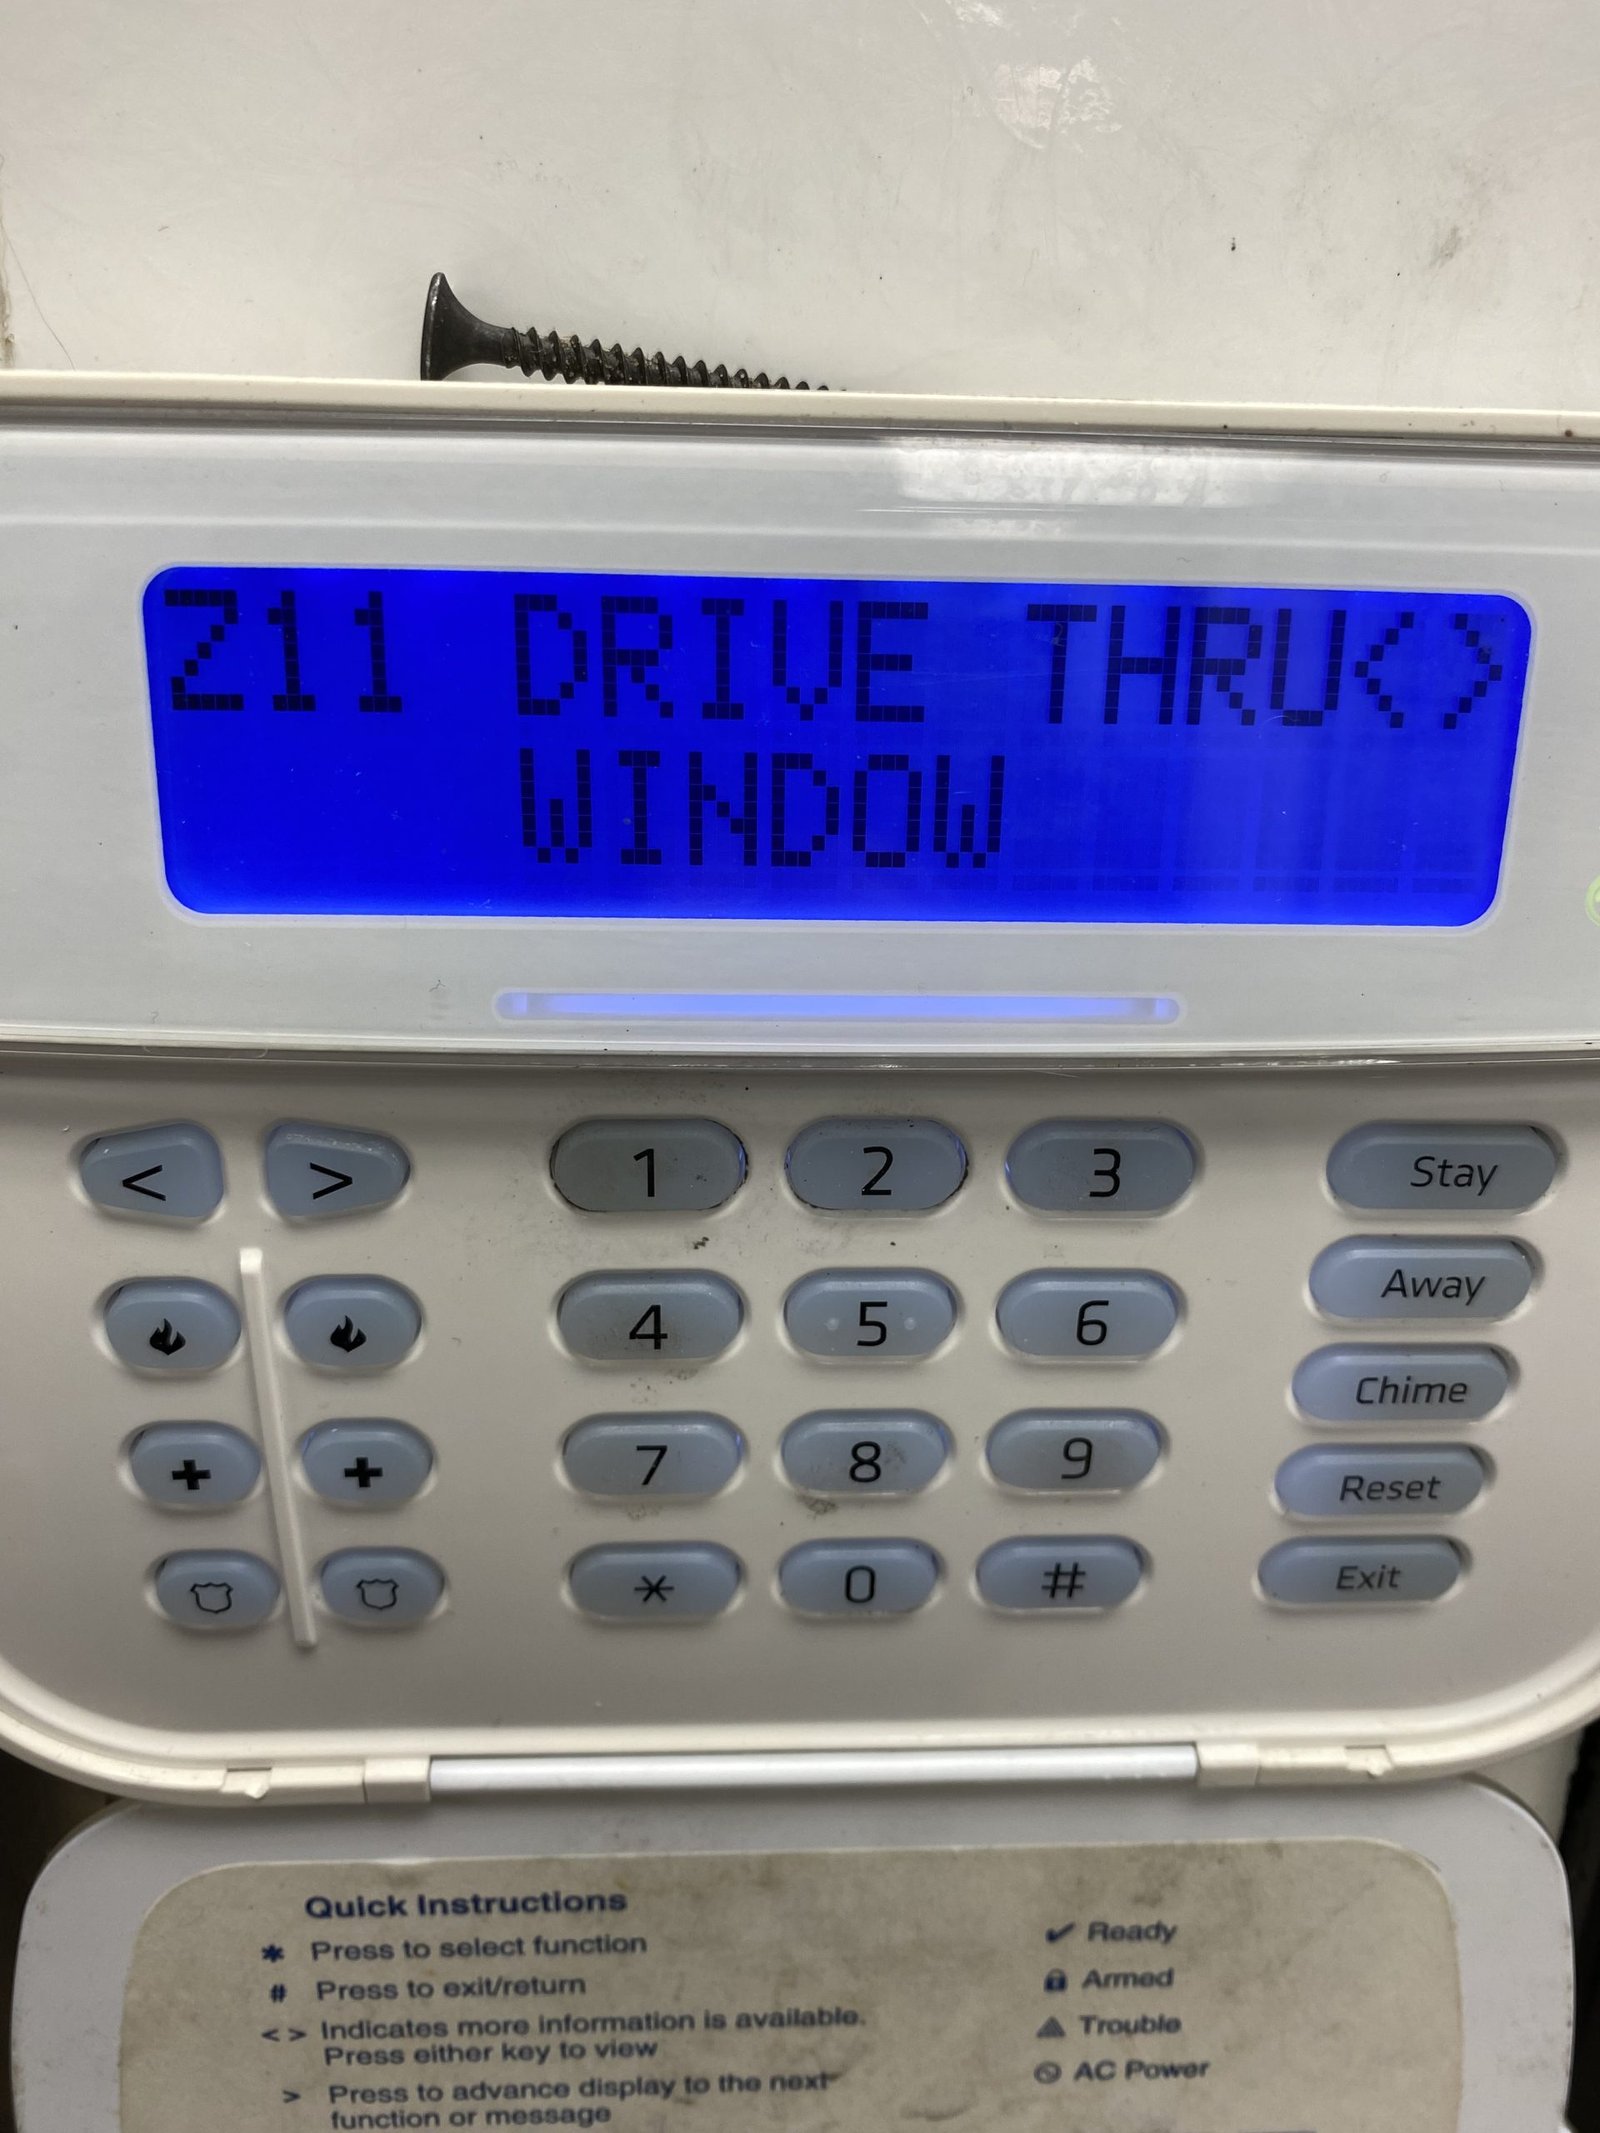 Z11 DRIVE THRU<>
WINDOW
< > 1 2 3 Stay
4 5 6 Away
7 8 9 Chime
Reset
* 0 # Exit
Quick Instructions
* Press to select function
# Press to exit/return
< > Indicates more information is available.
Press either key to view
> Press to advance display to the next
function or message
✔ Ready
Armed
Trouble
AC Power